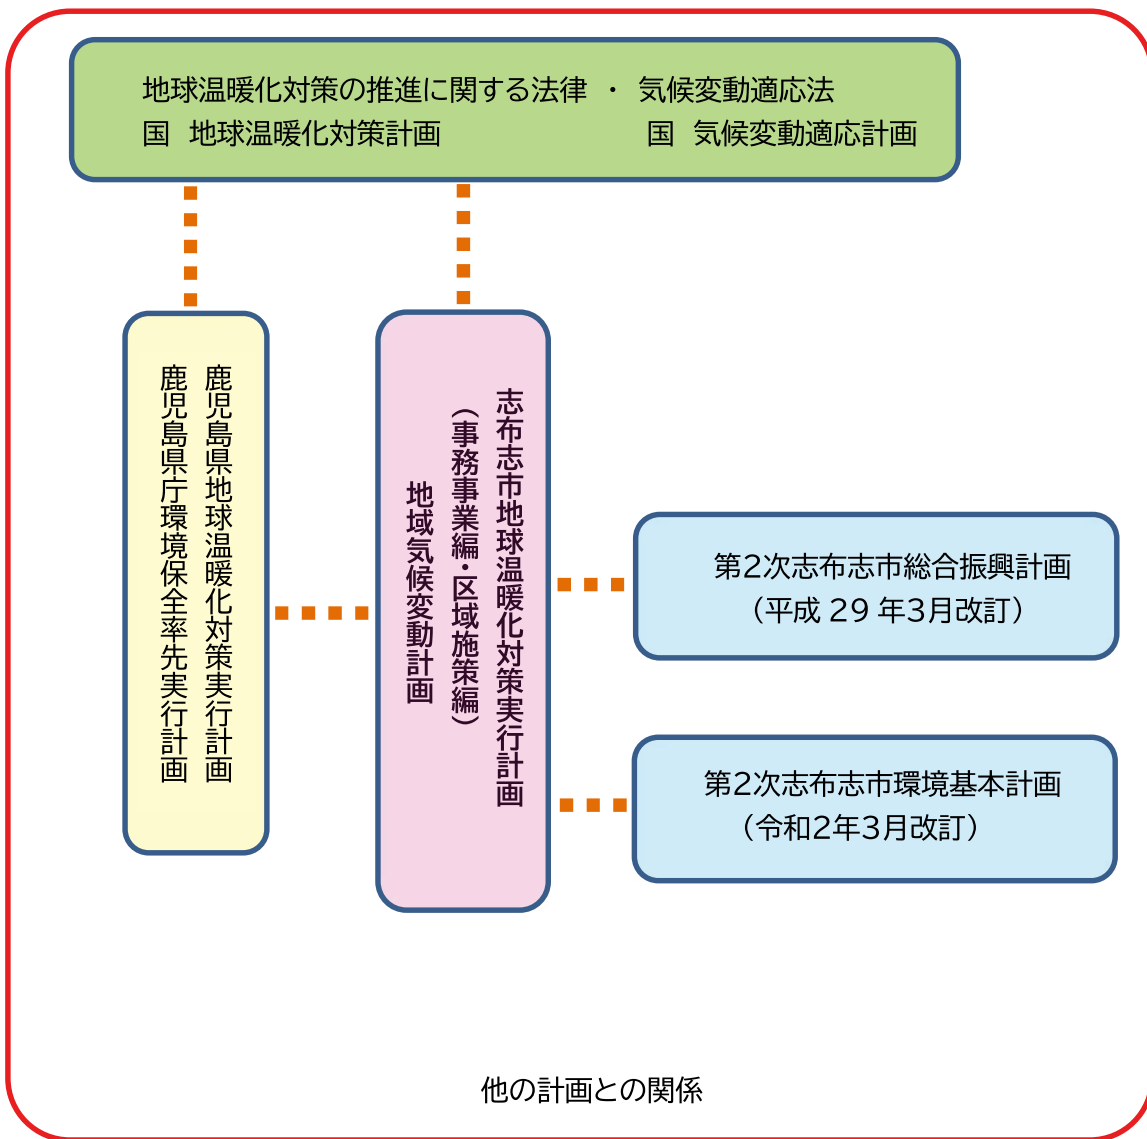 地球温暖化対策の推進に関する法律 ・ 気候変動適応法
国 地球温暖化対策計画 国 気候変動適応計画
鹿児島県地球温暖化対策実行計画
鹿児島県庁環境保全率先実行計画
志布志市地球温暖化対策実行計画
（事務事業編・区域施策編）
地域気候変動計画
第2次志布志市総合振興計画
（平成 29 年3月改訂）
第2次志布志市環境基本計画
（令和2年3月改訂）
他の計画との関係